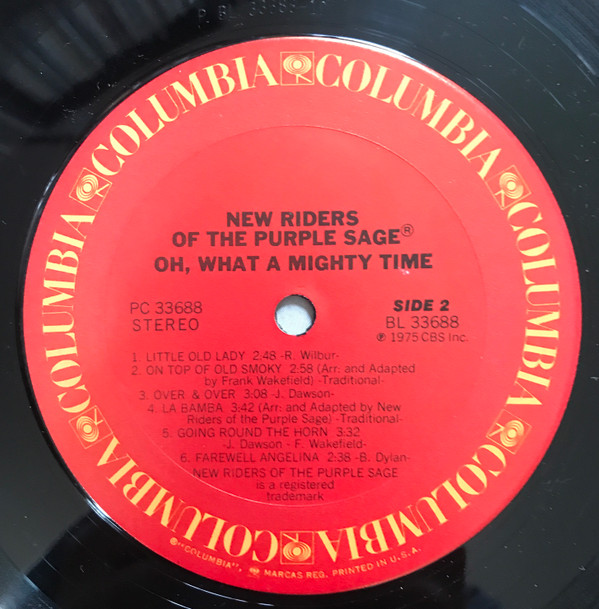 COLUMBIA COLUMBIA COLUMBIA COLUMBIA COLUMBIA COLUMBIA
NEW RIDERS
OF THE PURPLE SAGE®
OH, WHAT A MIGHTY TIME
PC 33688
STEREO
SIDE 2
BL 33688
℗ 1975 CBS Inc.
1. LITTLE OLD LADY 2:48 -R. Wilbur-
2. ON TOP OF OLD SMOKY 2:58 (Arr: and Adapted
by Frank Wakefield) -Traditional-
3. OVER & OVER 3:08 -J. Dawson-
4. LA BAMBA 3:42 (Arr: and Adapted by New
Riders of the Purple Sage) -Traditional-
5. GOING ROUND THE HORN 3:32
-J. Dawson - F. Wakefield-
6. FAREWELL ANGELINA 2:38 -B. Dylan-
NEW RIDERS OF THE PURPLE SAGE
is a registered
trademark
®"COLUMBIA", MARCAS REG. PRINTED IN U.S.A.